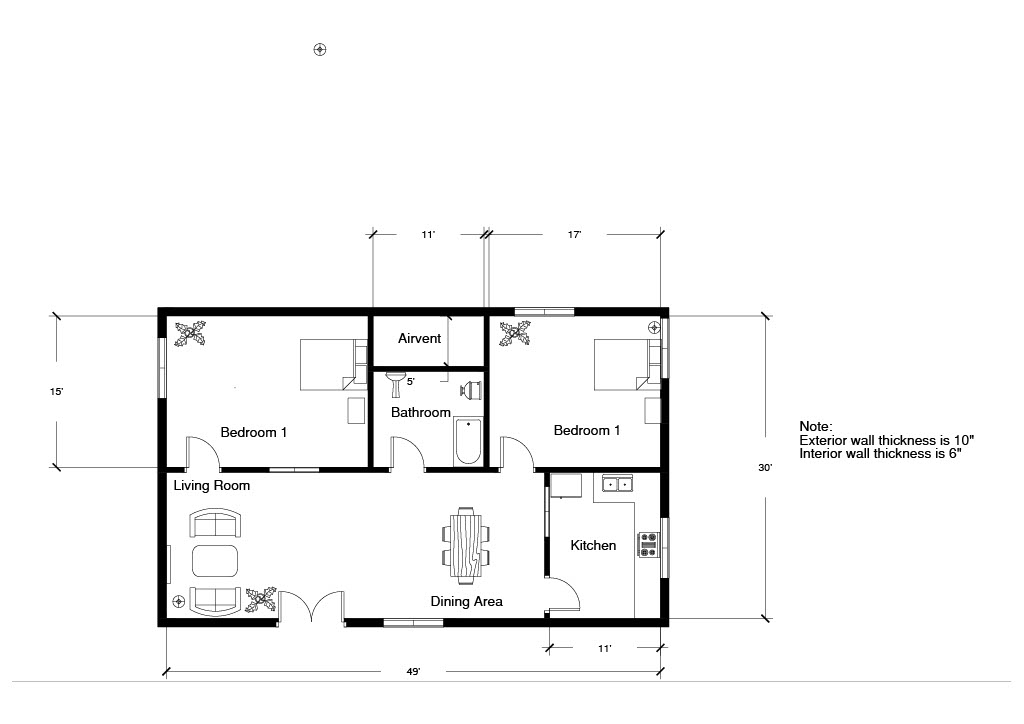 11'
17'
Airvent
5'
15'
Bathroom
Bedroom 1
Bedroom 1
Note:
Exterior wall thickness is 10"
Interior wall thickness is 6"
30'
Living Room
Kitchen
Dining Area
11'
49'